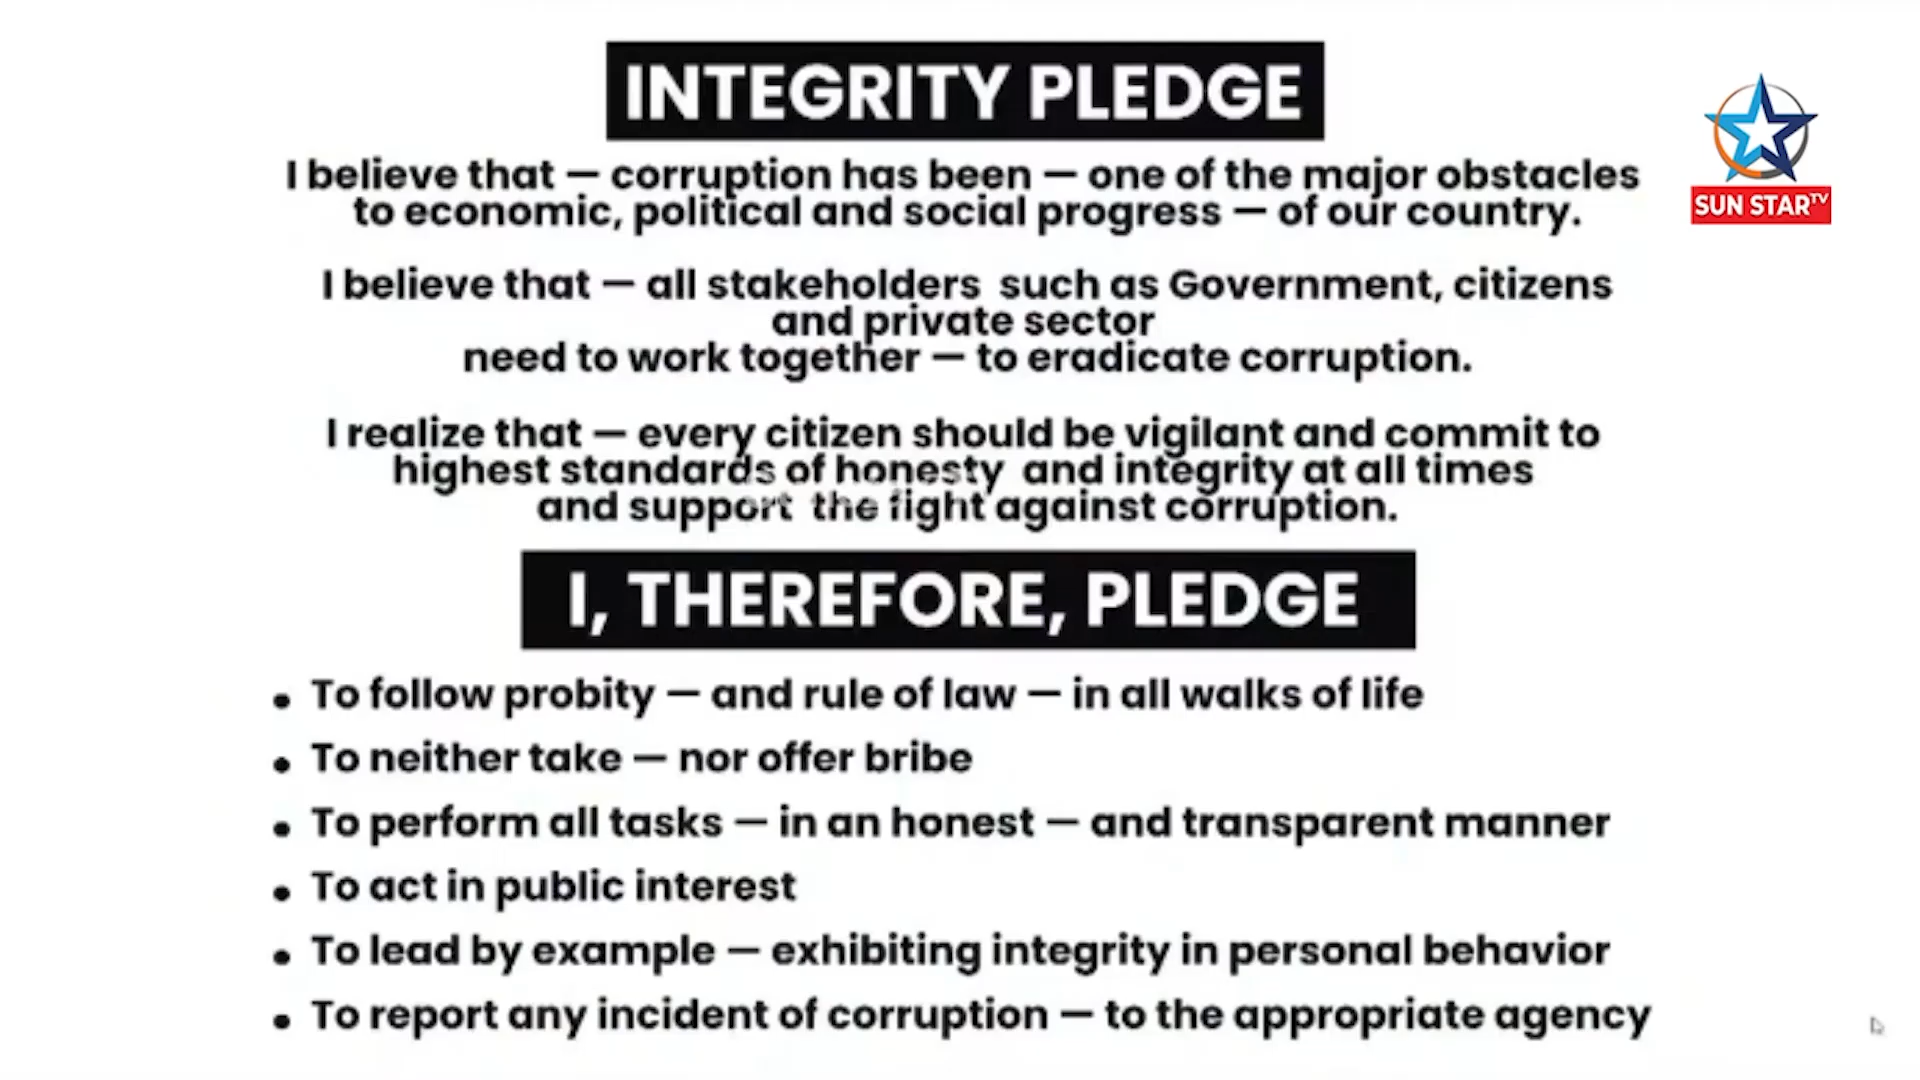 INTEGRITY PLEDGE
I believe that — corruption has been — one of the major obstacles
to economic, political and social progress — of our country.
I believe that — all stakeholders such as Government, citizens
and private sector
need to work together — to eradicate corruption.
I realize that — every citizen should be vigilant and commit to
highest standards of honesty and integrity at all times
and support the fight against corruption.
I, THEREFORE, PLEDGE
• To follow probity — and rule of law — in all walks of life
• To neither take — nor offer bribe
• To perform all tasks — in an honest — and transparent manner
• To act in public interest
• To lead by example — exhibiting integrity in personal behavior
• To report any incident of corruption — to the appropriate agency
SUN STAR TV